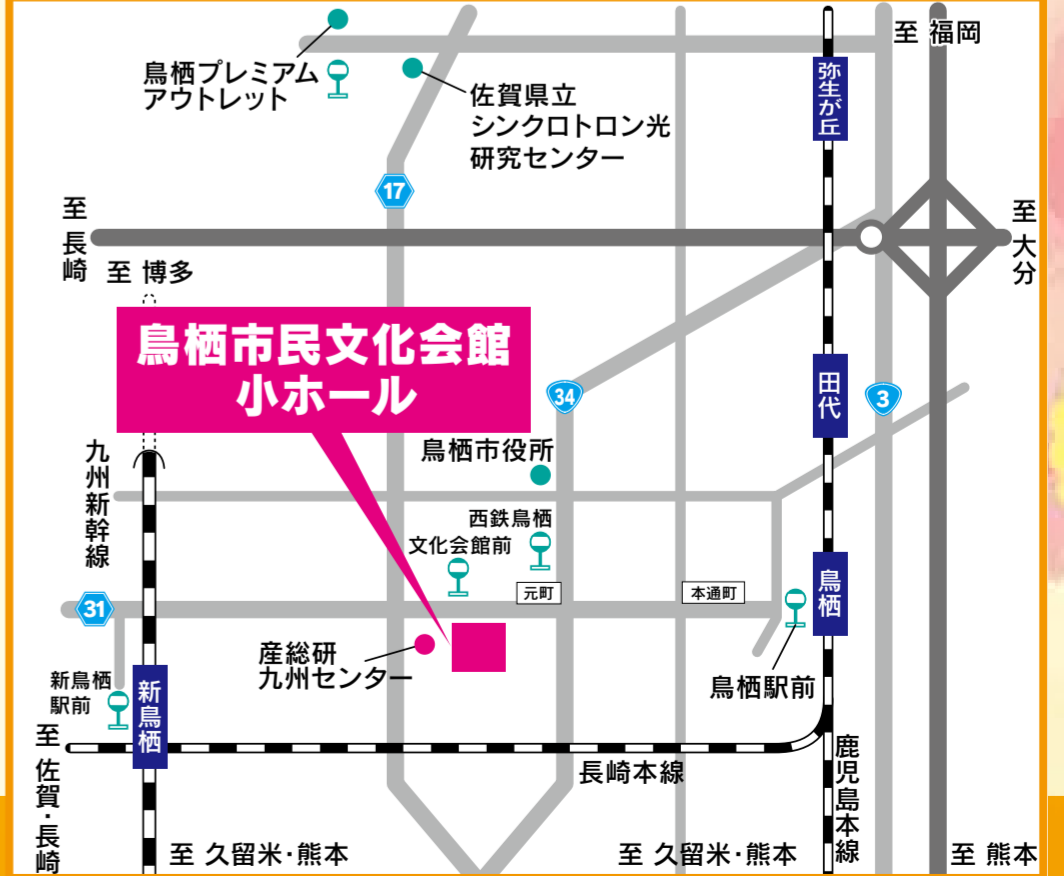 至 福岡
鳥栖プレミアム
アウトレット
佐賀県立
シンクロトロン光
研究センター
弥生が丘
17
至 長崎
至 大分
至 博多
鳥栖市民文化会館
小ホール
34
田代
3
九州新幹線
鳥栖市役所
西鉄鳥栖
文化会館前
元町
本通町
鳥栖
31
産総研
九州センター
新鳥栖
駅前
新鳥栖
鳥栖駅前
至 佐賀・長崎
長崎本線
鹿児島本線
至 久留米・熊本
至 久留米・熊本
至 熊本